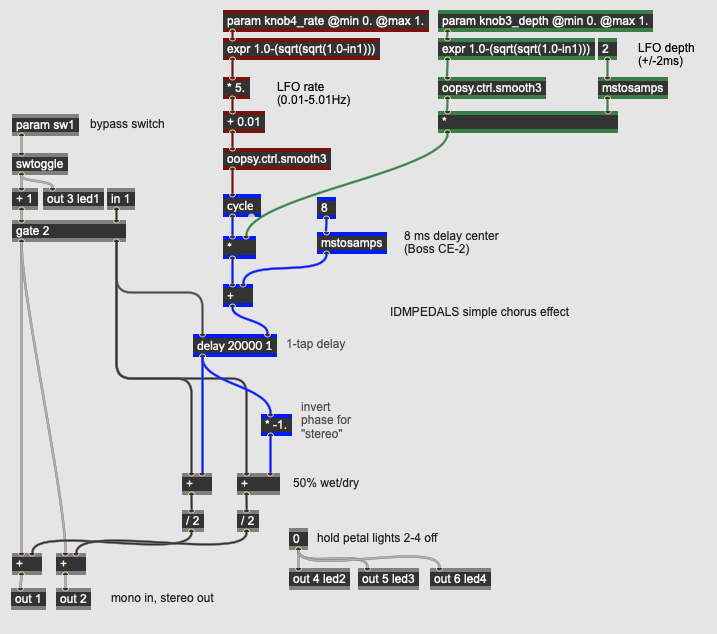 param knob4_rate @min 0. @max 1.
param knob3_depth @min 0. @max 1.
expr 1.0-(sqrt(sqrt(1.0-in1)))
expr 1.0-(sqrt(sqrt(1.0-in1)))
2
LFO depth
(+/-2ms)
* 5.
LFO rate
(0.01-5.01Hz)
oopsy.ctrl.smooth3
mstosamps
+ 0.01
*
param sw1
bypass switch
swtoggle
oopsy.ctrl.smooth3
+ 1
out 3 led1
in 1
cycle
8
gate 2
*
mstosamps
8 ms delay center
(Boss CE-2)
+
IDMPEDALS simple chorus effect
delay 20000 1
1-tap delay
* -1.
invert
phase for
"stereo"
+
+
50% wet/dry
/ 2
/ 2
0
hold petal lights 2-4 off
+
+
out 4 led2
out 5 led3
out 6 led4
out 1
out 2
mono in, stereo out